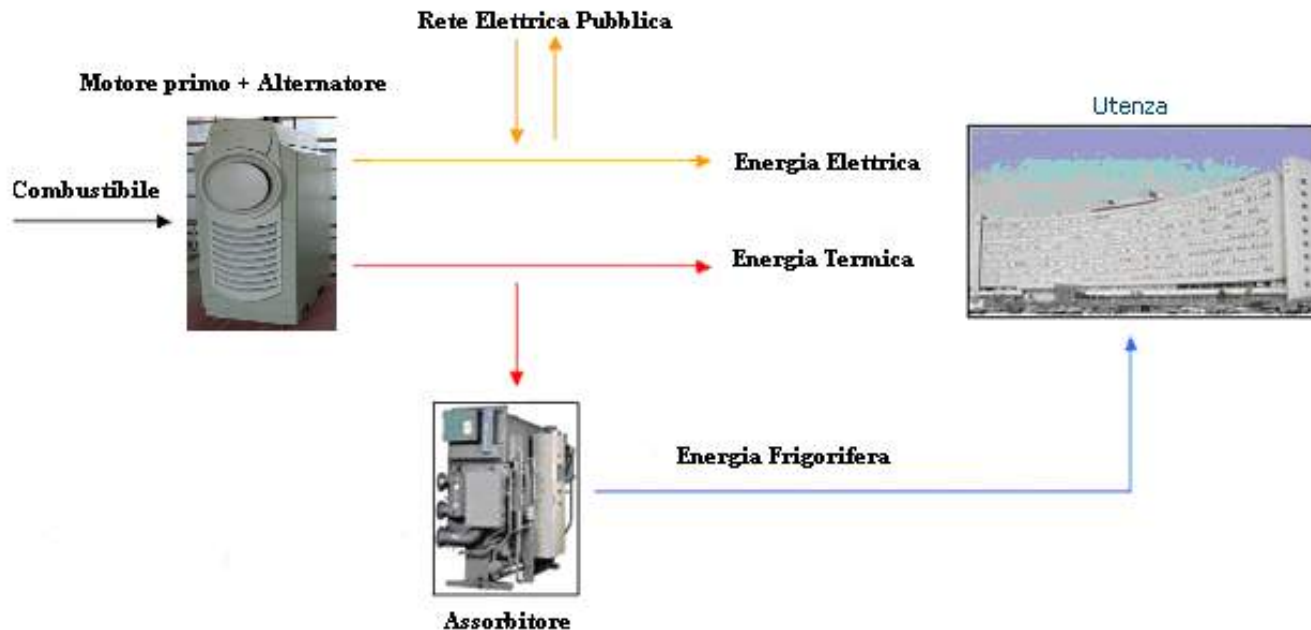 Rete Elettrica Pubblica
Motore primo + Alternatore
Utenza
Combustibile
Energia Elettrica
Energia Termica
Energia Frigorifera
Assorbitore